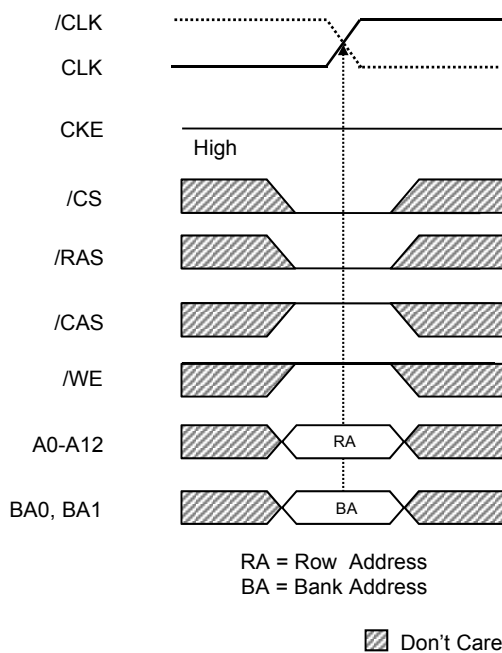 /CLK
CLK
CKE
High
/CS
/RAS
/CAS
/WE
A0-A12
RA
BA0, BA1
BA
RA = Row Address
BA = Bank Address
Don't Care